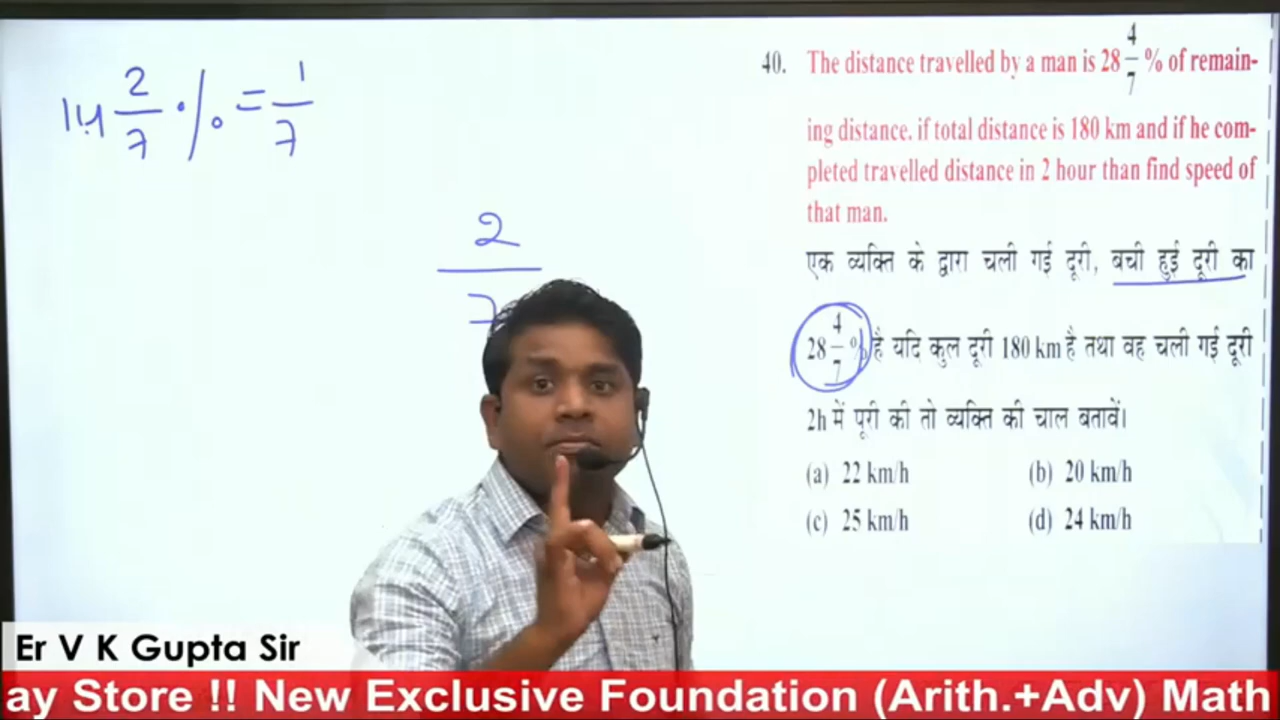 14 2/7 % = 1/7
2
7
40. The distance travelled by a man is 28 4/7 % of remain-
ing distance. if total distance is 180 km and if he com-
pleted travelled distance in 2 hour than find speed of
that man.
एक व्यक्ति के द्वारा चली गई दूरी, बची हुई दूरी का
28 4/7 % है यदि कुल दूरी 180 km है तथा वह चली गई दूरी
2h में पूरी की तो व्यक्ति की चाल बतावें।
(a) 22 km/h (b) 20 km/h
(c) 25 km/h (d) 24 km/h
Er V K Gupta Sir
ay Store !! New Exclusive Foundation (Arith.+Adv) Math